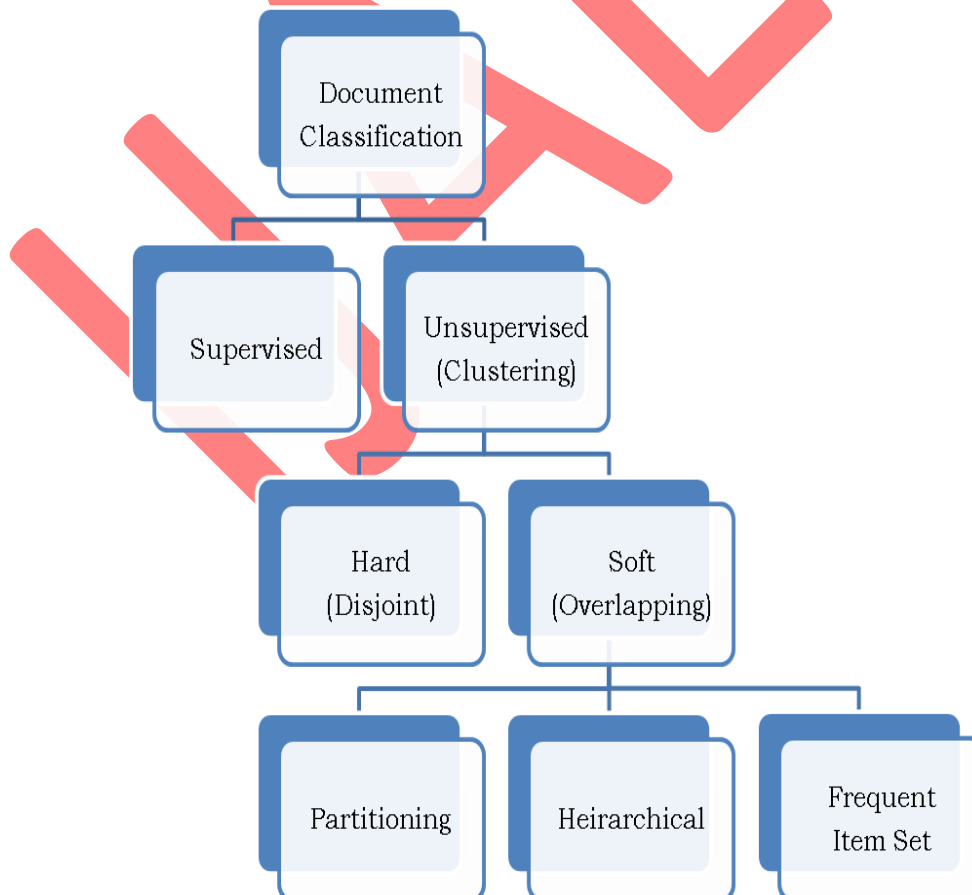 Document
Classification
Supervised
Unsupervised
(Clustering)
Hard
(Disjoint)
Soft
(Overlapping)
Partitioning
Heirarchical
Frequent
Item Set